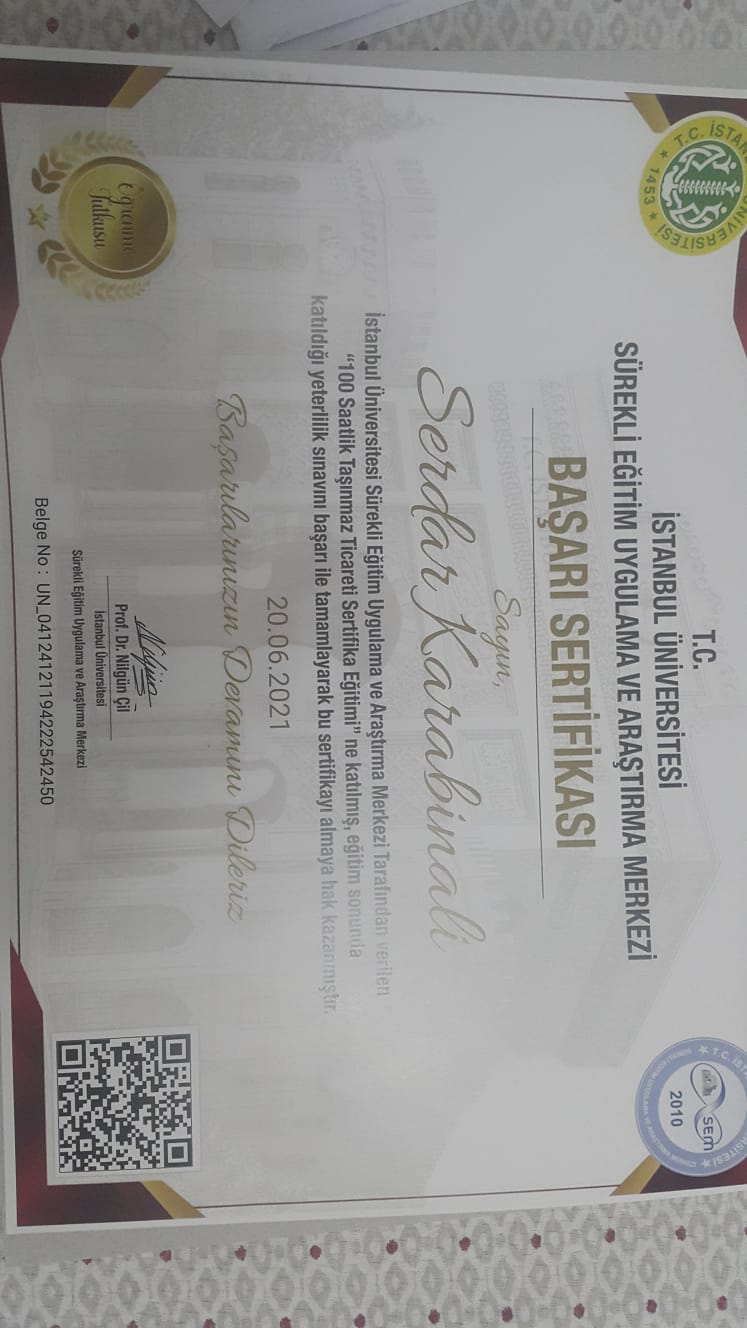 T.C.
İSTANBUL ÜNİVERSİTESİ
SÜREKLİ EĞİTİM UYGULAMA VE ARAŞTIRMA MERKEZİ
BAŞARI SERTİFİKASI
Sayın,
Serdar Karabinali
İstanbul Üniversitesi Sürekli Eğitim Uygulama ve Araştırma Merkezi Tarafından verilen
“100 Saatlik Taşınmaz Ticareti Sertifika Eğitimi” ne katılmış, eğitim sonunda
katıldığı yeterlilik sınavını başarı ile tamamlayarak bu sertifikayı almaya hak kazanmıştır.
20.06.2021
Başarılarınızın Devamını Dileriz
Prof. Dr. Nilgün Çil
İstanbul Üniversitesi
Sürekli Eğitim Uygulama ve Araştırma Merkezi
Belge No : UN_04124121194222542450
Öğrenme
Tutkusu
T.C. İSTANBUL ÜNİVERSİTESİ
1453
SEM
2010